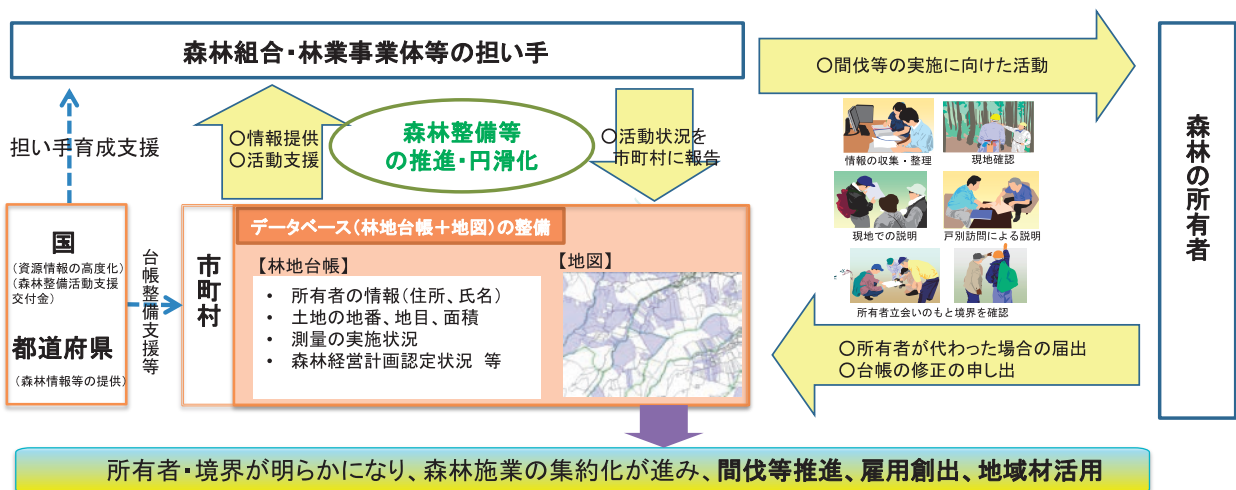 森林組合・林業事業体等の担い手
〇間伐等の実施に向けた活動
森林の所有者
担い手育成支援
〇情報提供
〇活動支援
森林整備等
の推進・円滑化
〇活動状況を
市町村に報告
情報の収集・整理
現地確認
現地での説明
戸別訪問による説明
所有者立会いのもと境界を確認
国
(資源情報の高度化)
(森林整備活動支援
交付金)
都道府県
(森林情報等の提供)
台帳整備支援等
市町村
データベース(林地台帳+地図)の整備
【林地台帳】
• 所有者の情報(住所、氏名)
• 土地の地番、地目、面積
• 測量の実施状況
• 森林経営計画認定状況 等
【地図】
〇所有者が代わった場合の届出
〇台帳の修正の申し出
所有者・境界が明らかになり、森林施業の集約化が進み、間伐等推進、雇用創出、地域材活用